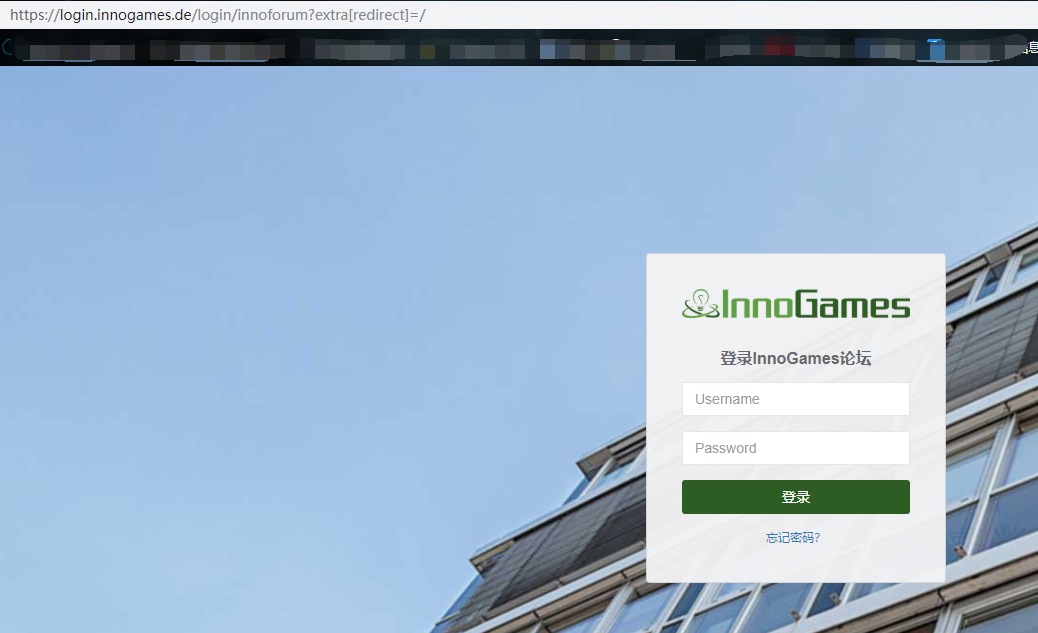 https://login.innogames.de/login/innoforum?extra[redirect]=/
InnoGames
登录InnoGames论坛
Username
Password
登录
忘记密码?